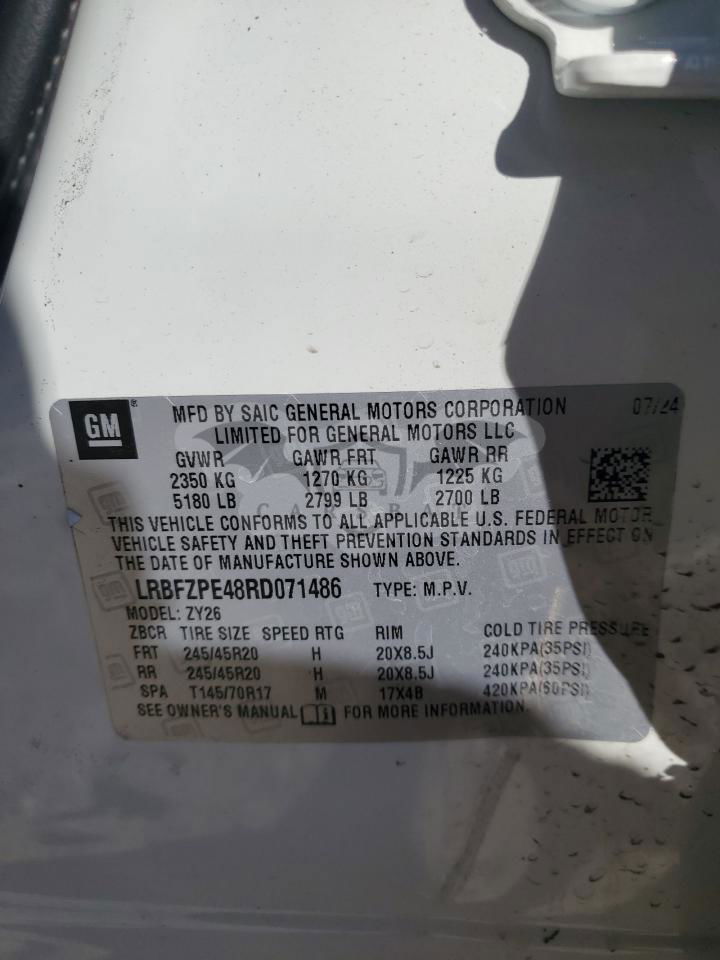 GM ® MFD BY SAIC GENERAL MOTORS CORPORATION 07/24
LIMITED FOR GENERAL MOTORS LLC
GVWR GAWR FRT GAWR RR
2350 KG 1270 KG 1225 KG
5180 LB 2799 LB 2700 LB
THIS VEHICLE CONFORMS TO ALL APPLICABLE U.S. FEDERAL MOTOR
VEHICLE SAFETY AND THEFT PREVENTION STANDARDS IN EFFECT ON
THE DATE OF MANUFACTURE SHOWN ABOVE.
LRBFZPE48RD071486 TYPE: M.P.V.
MODEL: ZY26
ZBCR TIRE SIZE SPEED RTG RIM COLD TIRE PRESSURE
FRT 245/45R20 H 20X8.5J 240KPA(35PSI)
RR 245/45R20 H 20X8.5J 240KPA(35PSI)
SPA T145/70R17 M 17X4B 420KPA(60PSI)
SEE OWNER'S MANUAL FOR MORE INFORMATION.